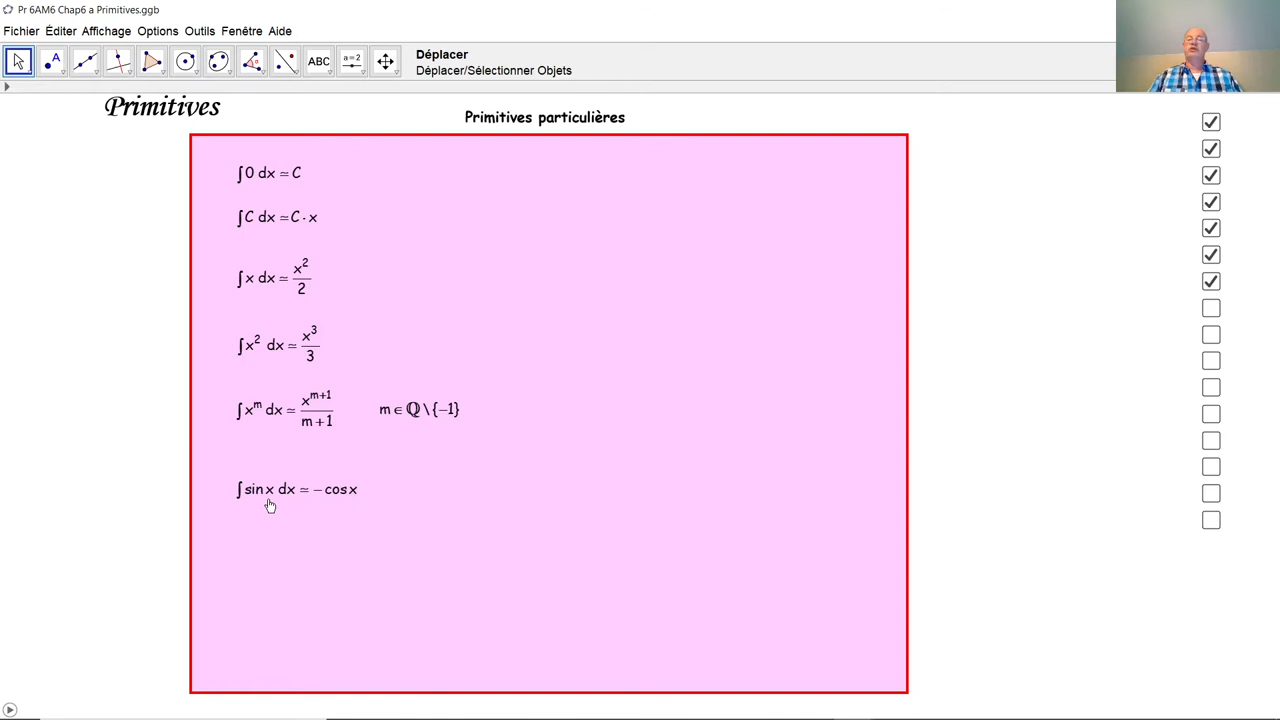 Pr 6AM6 Chap6 a Primitives.ggb
Fichier Éditer Affichage Options Outils Fenêtre Aide
A ABC a=2
Déplacer
Déplacer/Sélectionner Objets
Primitives
Primitives particulières
∫0 dx ≃ C
∫C dx ≃ C · x
∫x dx ≃ x²/2
∫x² dx ≃ x³/3
∫x^m dx ≃ x^(m+1)/(m+1) m ∈ ℚ \ {−1}
∫sin x dx ≃ −cos x